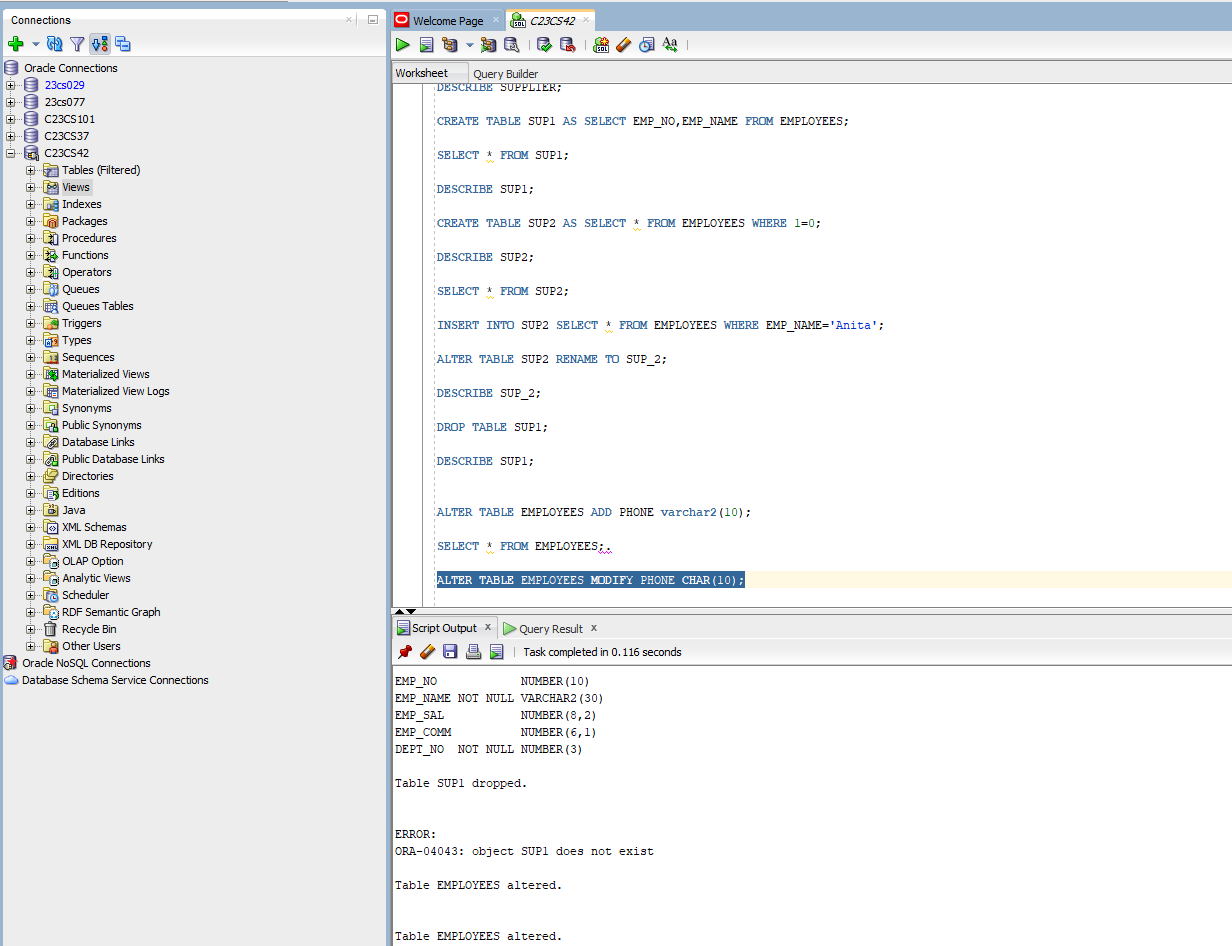 Connections
Oracle Connections
23cs029
23cs077
C23CS101
C23CS37
C23CS42
Tables (Filtered)
Views
Indexes
Packages
Procedures
Functions
Operators
Queues
Queues Tables
Triggers
Types
Sequences
Materialized Views
Materialized View Logs
Synonyms
Public Synonyms
Database Links
Public Database Links
Directories
Editions
Java
XML Schemas
XML DB Repository
OLAP Option
Analytic Views
Scheduler
RDF Semantic Graph
Recycle Bin
Other Users
Oracle NoSQL Connections
Database Schema Service Connections
Welcome Page C23CS42
Worksheet Query Builder
DESCRIBE SUPPLIER;
CREATE TABLE SUP1 AS SELECT EMP_NO,EMP_NAME FROM EMPLOYEES;
SELECT * FROM SUP1;
DESCRIBE SUP1;
CREATE TABLE SUP2 AS SELECT * FROM EMPLOYEES WHERE 1=0;
DESCRIBE SUP2;
SELECT * FROM SUP2;
INSERT INTO SUP2 SELECT * FROM EMPLOYEES WHERE EMP_NAME='Anita';
ALTER TABLE SUP2 RENAME TO SUP_2;
DESCRIBE SUP_2;
DROP TABLE SUP1;
DESCRIBE SUP1;
ALTER TABLE EMPLOYEES ADD PHONE varchar2(10);
SELECT * FROM EMPLOYEES;.
ALTER TABLE EMPLOYEES MODIFY PHONE CHAR(10);
Script Output x Query Result x
Task completed in 0.116 seconds
EMP_NO NUMBER(10)
EMP_NAME NOT NULL VARCHAR2(30)
EMP_SAL NUMBER(8,2)
EMP_COMM NUMBER(6,1)
DEPT_NO NOT NULL NUMBER(3)
Table SUP1 dropped.
ERROR:
ORA-04043: object SUP1 does not exist
Table EMPLOYEES altered.
Table EMPLOYEES altered.